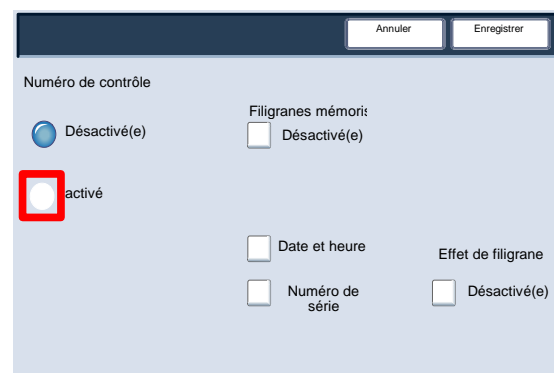 Annuler
Enregistrer
Numéro de contrôle
Filigranes mémoris
Désactivé(e)
Désactivé(e)
activé
Date et heure
Effet de filigrane
Numéro de
série
Désactivé(e)